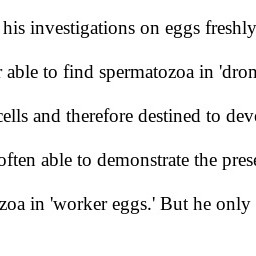 his investigations on eggs freshly
able to find spermatozoa in 'dron
cells and therefore destined to deve
often able to demonstrate the prese
zoa in 'worker eggs.' But he only